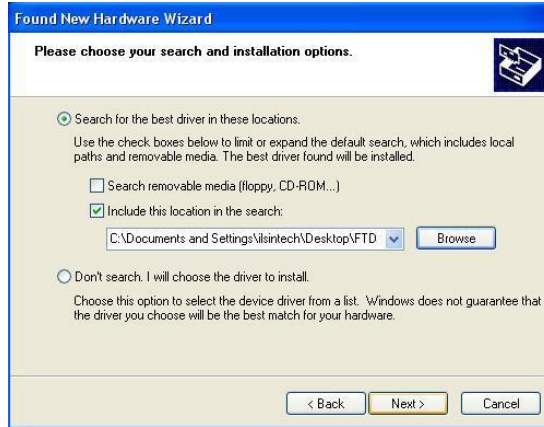 Found New Hardware Wizard
Please choose your search and installation options.
Search for the best driver in these locations.
Use the check boxes below to limit or expand the default search, which includes local
paths and removable media. The best driver found will be installed.
Search removable media (floppy, CD-ROM...)
Include this location in the search:
C:\Documents and Settings\ilsintech\Desktop\FTD
Browse
Don't search. I will choose the driver to install.
Choose this option to select the device driver from a list. Windows does not guarantee that
the driver you choose will be the best match for your hardware.
< Back
Next >
Cancel